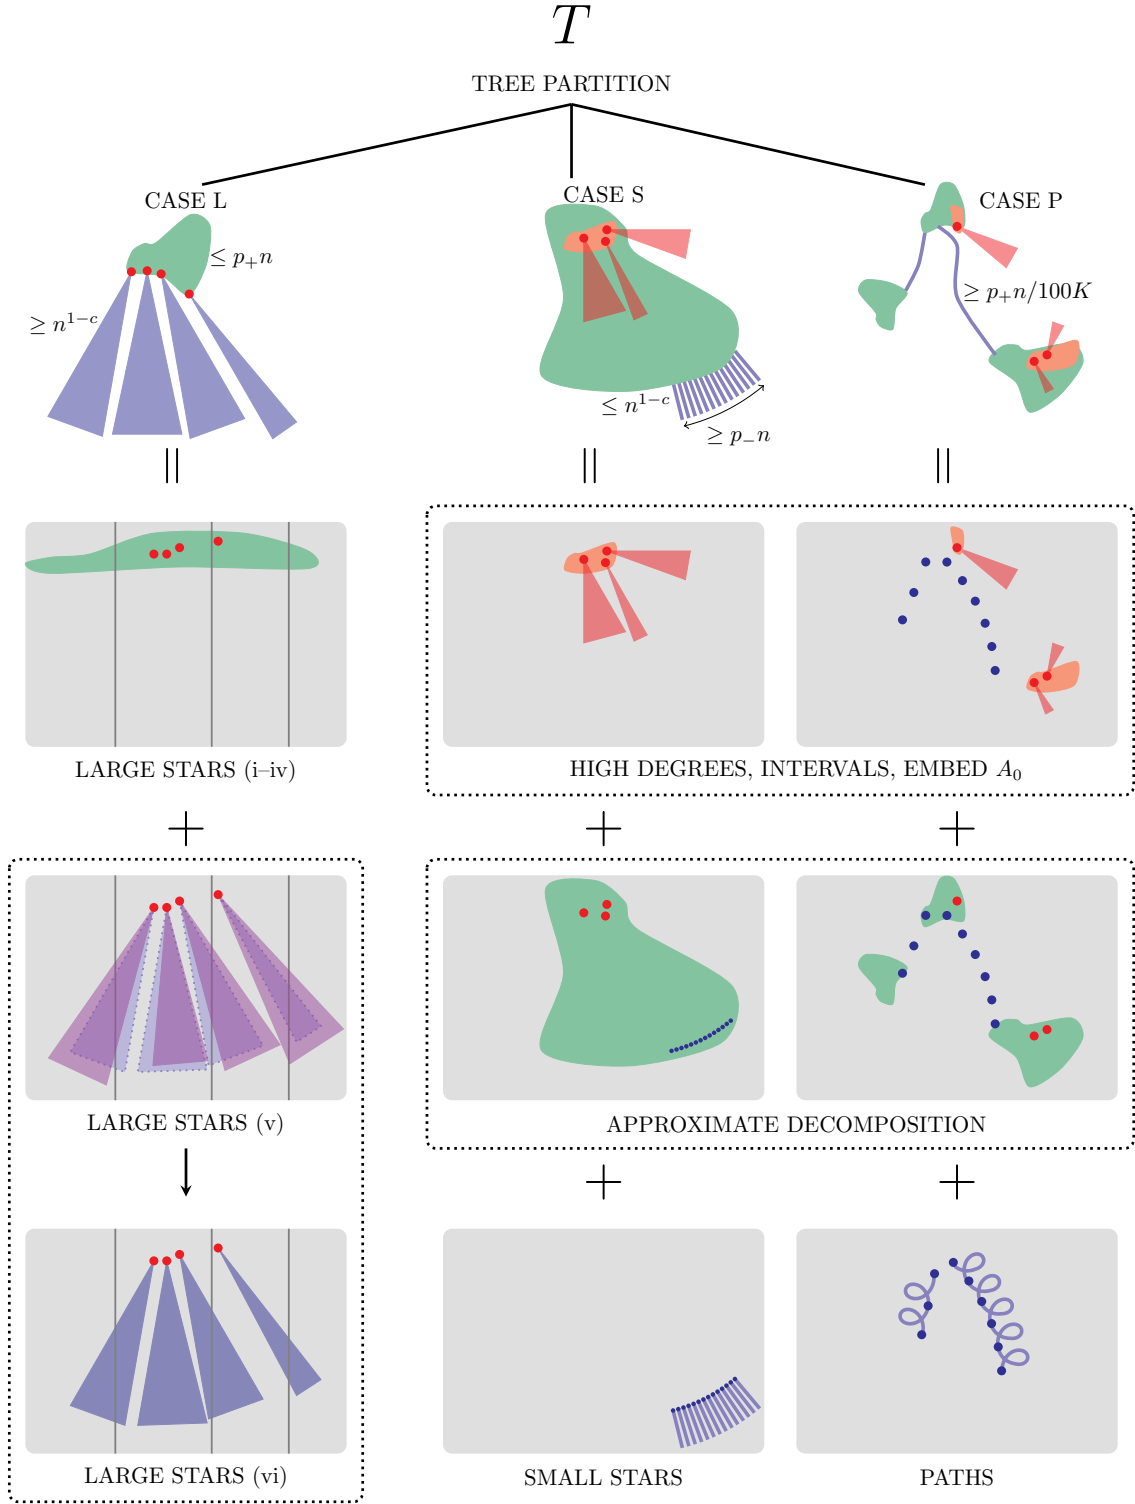 T
TREE PARTITION
CASE L
CASE S
CASE P
≤ p₊n
≥ n^{1−c}
≥ p₊n/100K
≤ n^{1−c}
≥ p₋n
LARGE STARS (i–iv)
HIGH DEGREES, INTERVALS, EMBED A₀
LARGE STARS (v)
APPROXIMATE DECOMPOSITION
LARGE STARS (vi)
SMALL STARS
PATHS